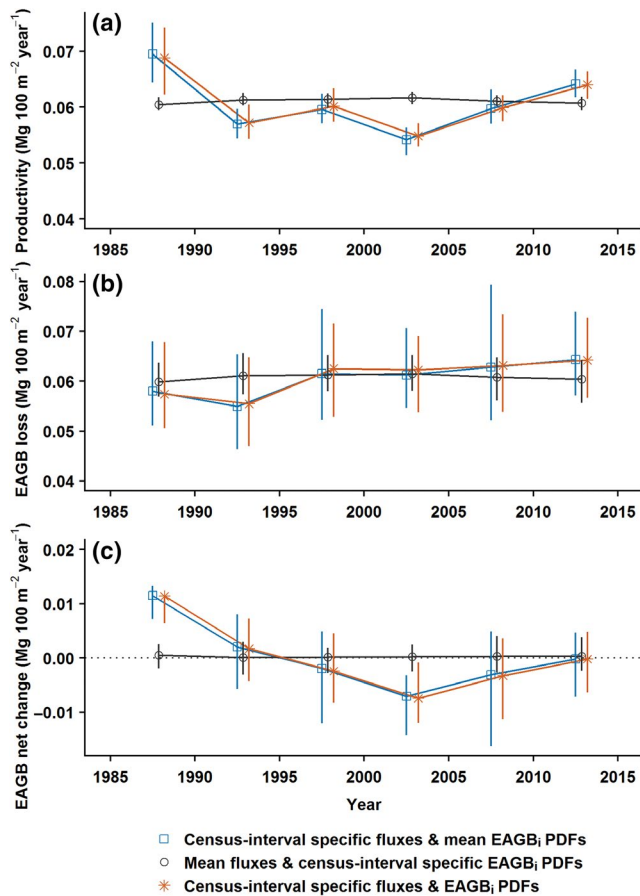 (a)
Productivity (Mg 100 m⁻² year⁻¹)
0.07
0.06
0.05
0.04
1985 1990 1995 2000 2005 2010 2015
(b)
EAGB loss (Mg 100 m⁻² year⁻¹)
0.08
0.07
0.06
0.05
0.04
1985 1990 1995 2000 2005 2010 2015
(c)
EAGB net change (Mg 100 m⁻² year⁻¹)
0.02
0.01
0.00
−0.01
1985 1990 1995 2000 2005 2010 2015
Year
Census-interval specific fluxes & mean EAGBᵢ PDFs
Mean fluxes & census-interval specific EAGBᵢ PDFs
Census-interval specific fluxes & EAGBᵢ PDFs